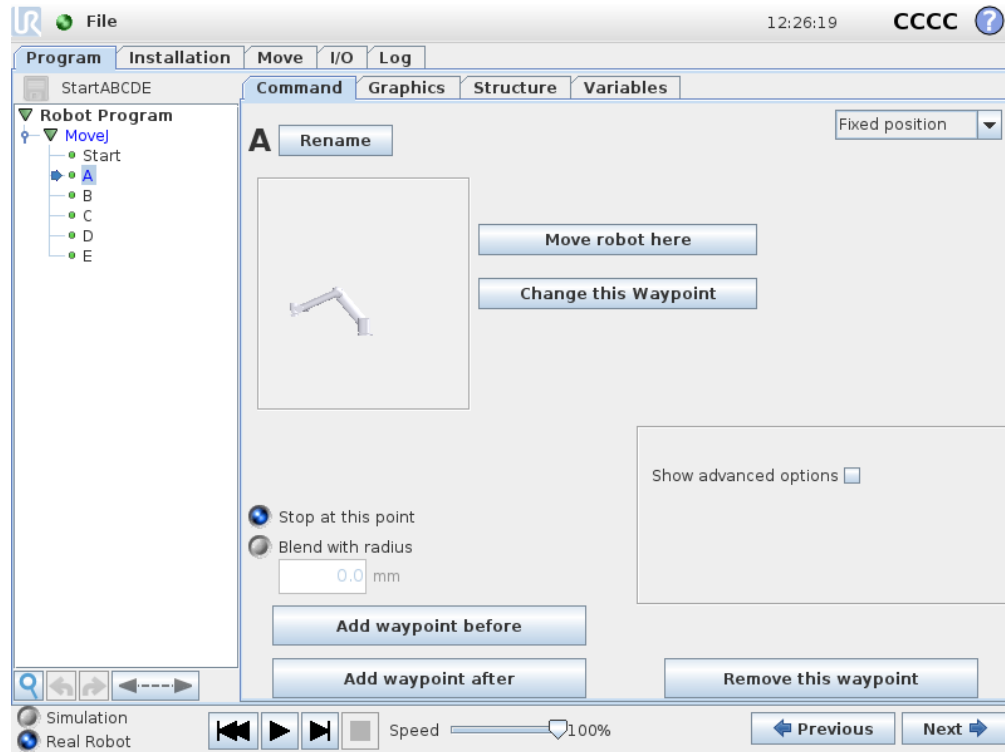 UR File 12:26:19 CCCC ?
Program Installation Move I/O Log
StartABCDE Command Graphics Structure Variables
Robot Program
MoveJ
Start
A
B
C
D
E
A Rename Fixed position
Move robot here
Change this Waypoint
Show advanced options
Stop at this point
Blend with radius
0.0 mm
Add waypoint before
Add waypoint after Remove this waypoint
Simulation
Real Robot Speed 100% Previous Next